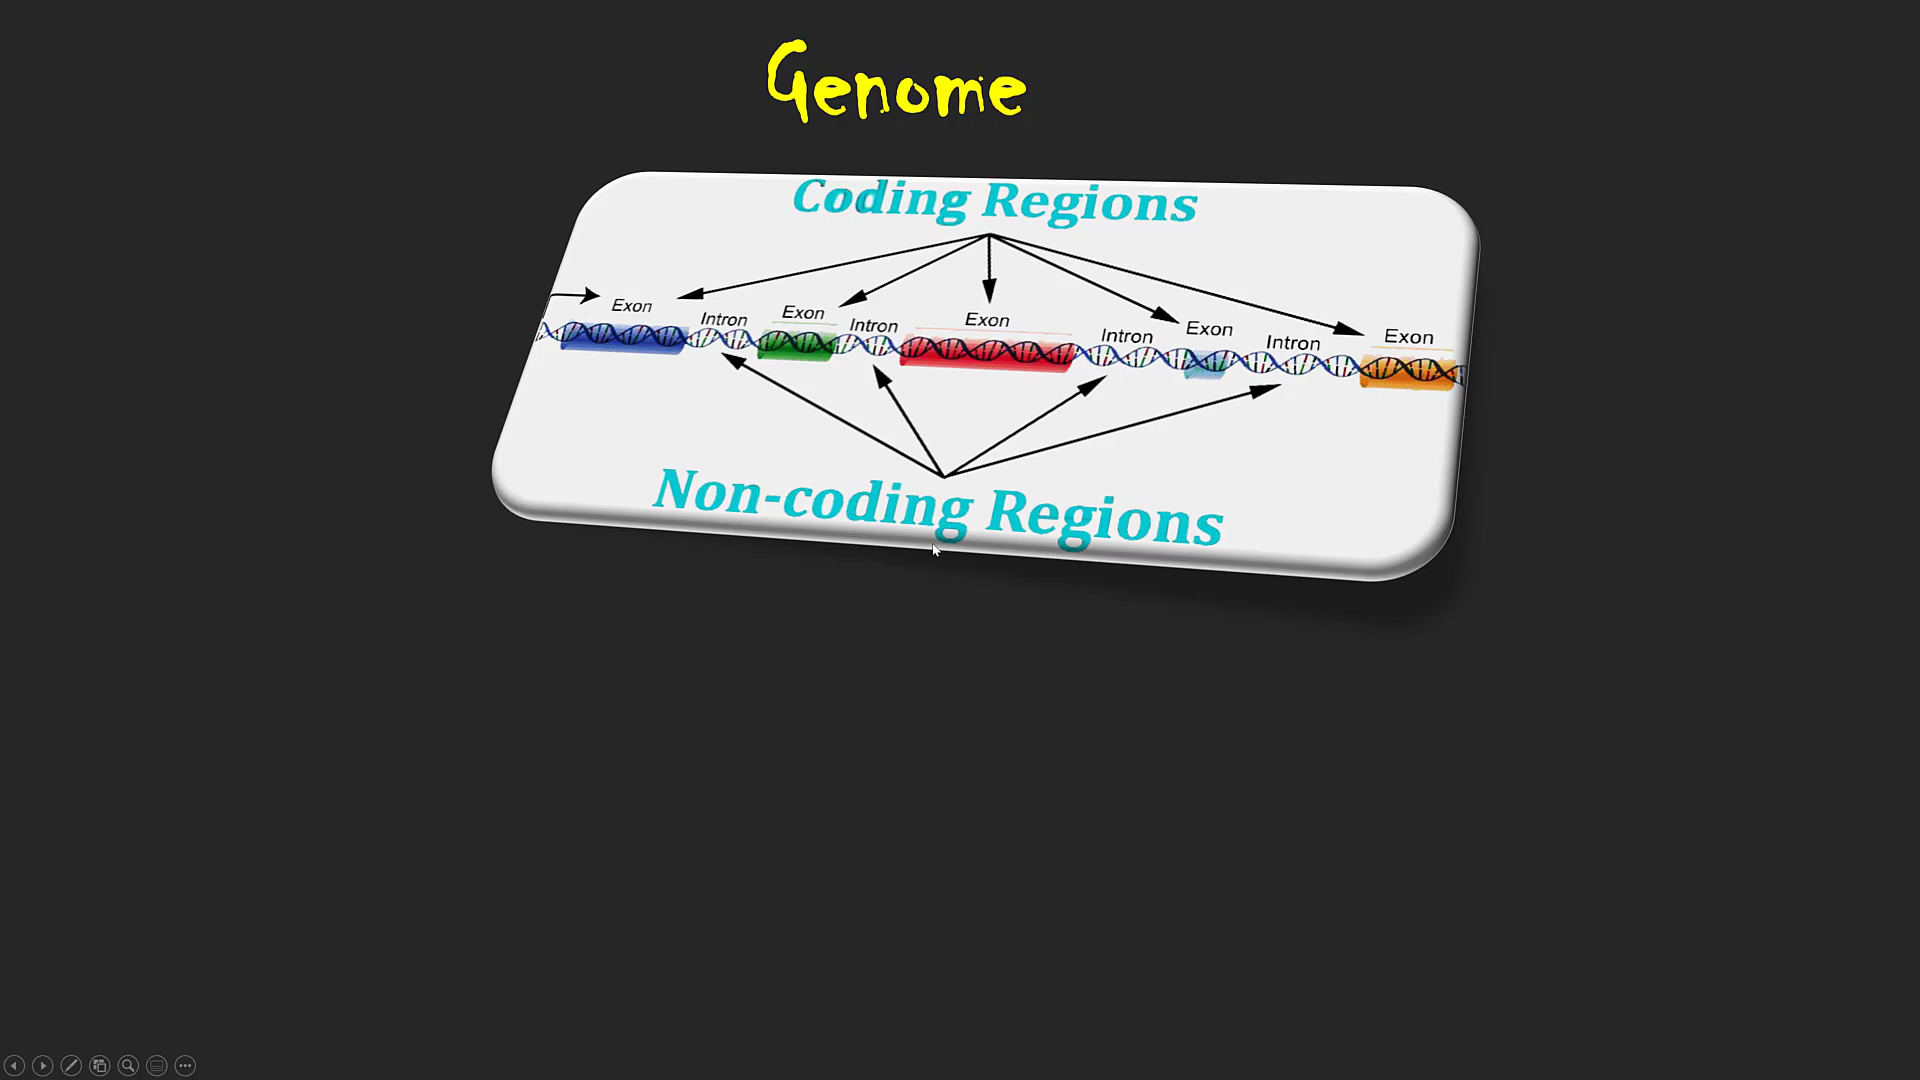 Genome
Coding Regions
Exon Intron Exon Intron Exon Intron Exon Intron Exon
Non-coding Regions